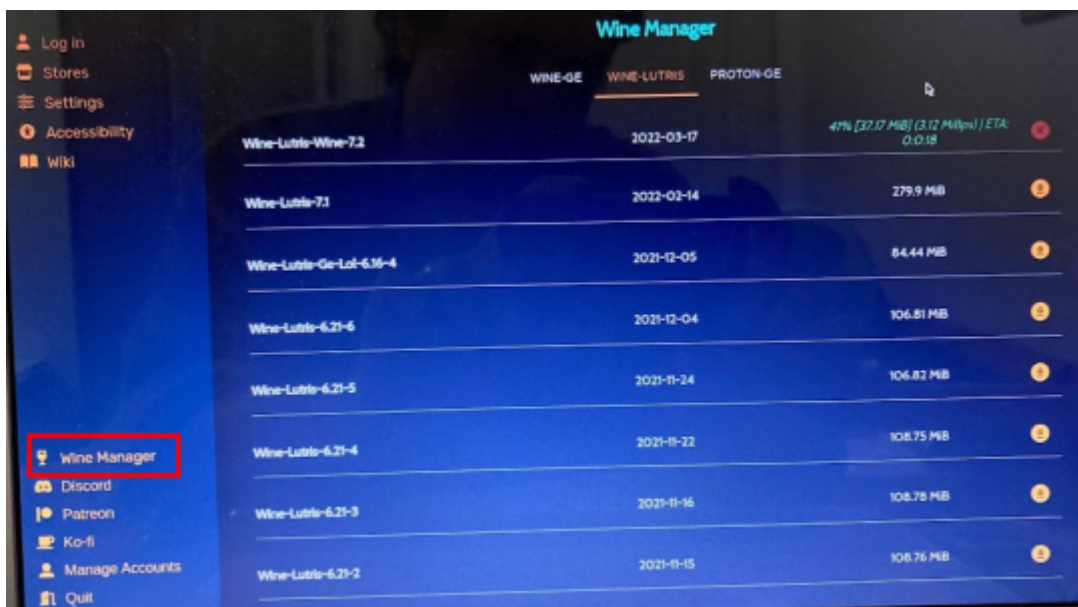 Log in
Stores
Settings
Accessibility
Wiki
Wine Manager
Discord
Patreon
Ko-fi
Manage Accounts
Quit
Wine Manager
WINE-GE WINE-LUTRIS PROTON-GE
Wine-Lutris-Wine-7.2 2022-03-17 41% [37.17 MiB] (3.12 MiBps) | ETA:
0:0:18
Wine-Lutris-7.1 2022-02-14 279.9 MiB
Wine-Lutris-Ge-Lol-6.16-4 2021-12-05 84.44 MiB
Wine-Lutris-6.21-6 2021-12-04 106.81 MiB
Wine-Lutris-6.21-5 2021-11-24 106.82 MiB
Wine-Lutris-6.21-4 2021-11-22 108.75 MiB
Wine-Lutris-6.21-3 2021-11-16 108.78 MiB
Wine-Lutris-6.21-2 2021-11-15 108.76 MiB